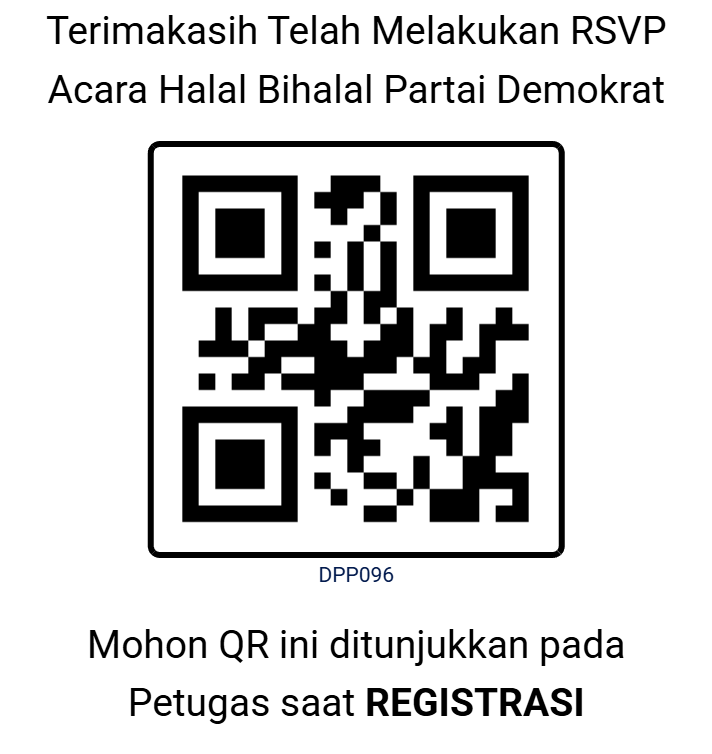 Terimakasih Telah Melakukan RSVP
Acara Halal Bihalal Partai Demokrat
DPP096
Mohon QR ini ditunjukkan pada
Petugas saat REGISTRASI